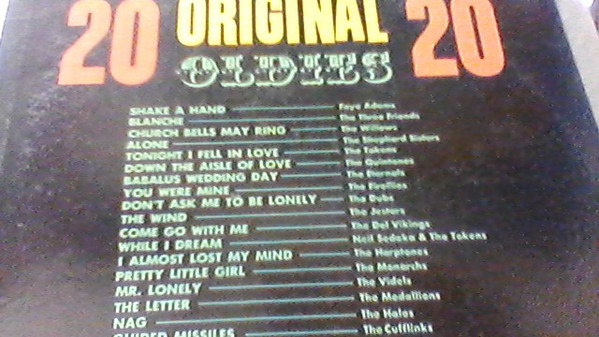 20 ORIGINAL 20
OLDIES
SHAKE A HAND Faye Adams
BLANCHE The Three Friends
CHURCH BELLS MAY RING The Willows
ALONE The Shepherd Sisters
TONIGHT I FELL IN LOVE The Tokens
DOWN THE AISLE OF LOVE The Quintones
BABALUS WEDDING DAY The Eternals
YOU WERE MINE The Fireflies
DON'T ASK ME TO BE LONELY The Dubs
THE WIND The Jesters
COME GO WITH ME The Del Vikings
WHILE I DREAM Neil Sedaka & The Tokens
I ALMOST LOST MY MIND The Harptones
PRETTY LITTLE GIRL The Monarchs
MR. LONELY The Videls
THE LETTER The Medallions
NAG The Halos
GUIDED MISSILES The Cufflinks